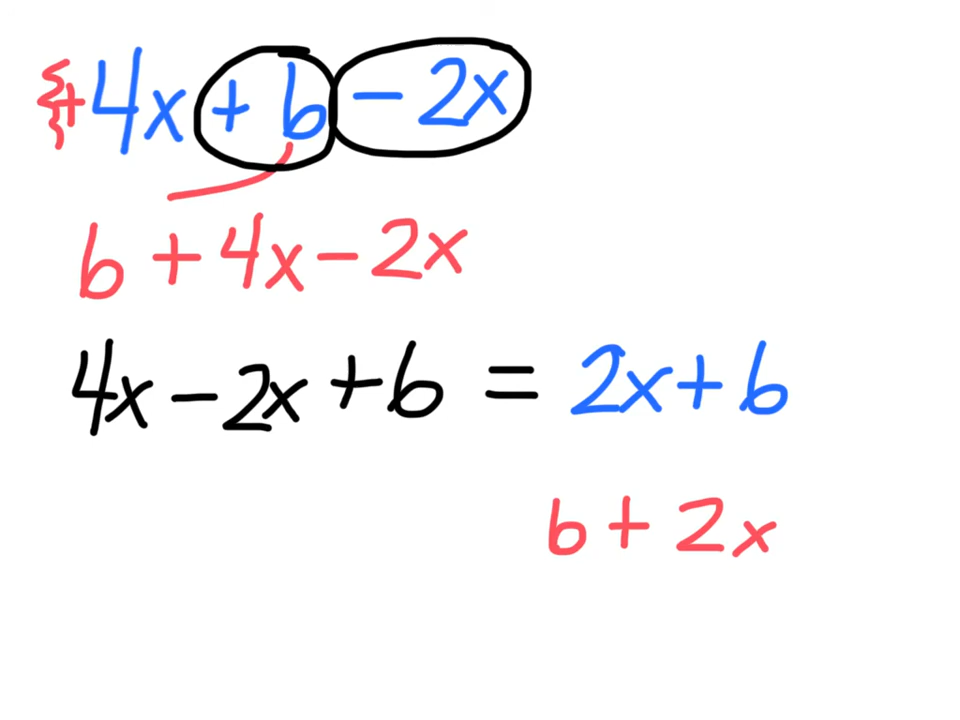 +4x + 6 - 2x
6 + 4x - 2x
4x - 2x + 6 = 2x + 6
6 + 2x